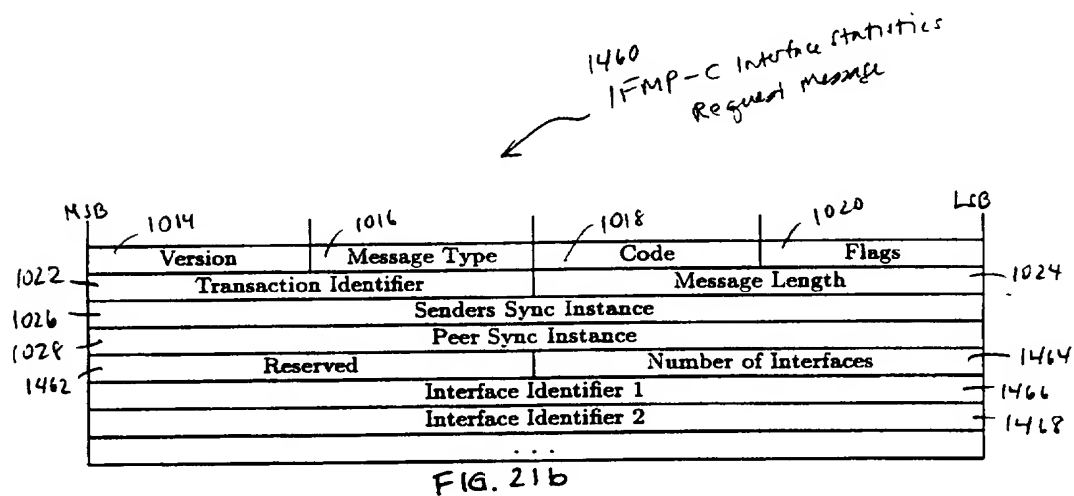 1460
IFMP-C Interface Statistics
Request Message
MSB 1014 1016 1018 1020 LSB
Version Message Type Code Flags
1022 Transaction Identifier Message Length 1024
1026 Senders Sync Instance
1028 Peer Sync Instance
1462 Reserved Number of Interfaces 1464
Interface Identifier 1 1466
Interface Identifier 2 1468
...
FIG. 21b